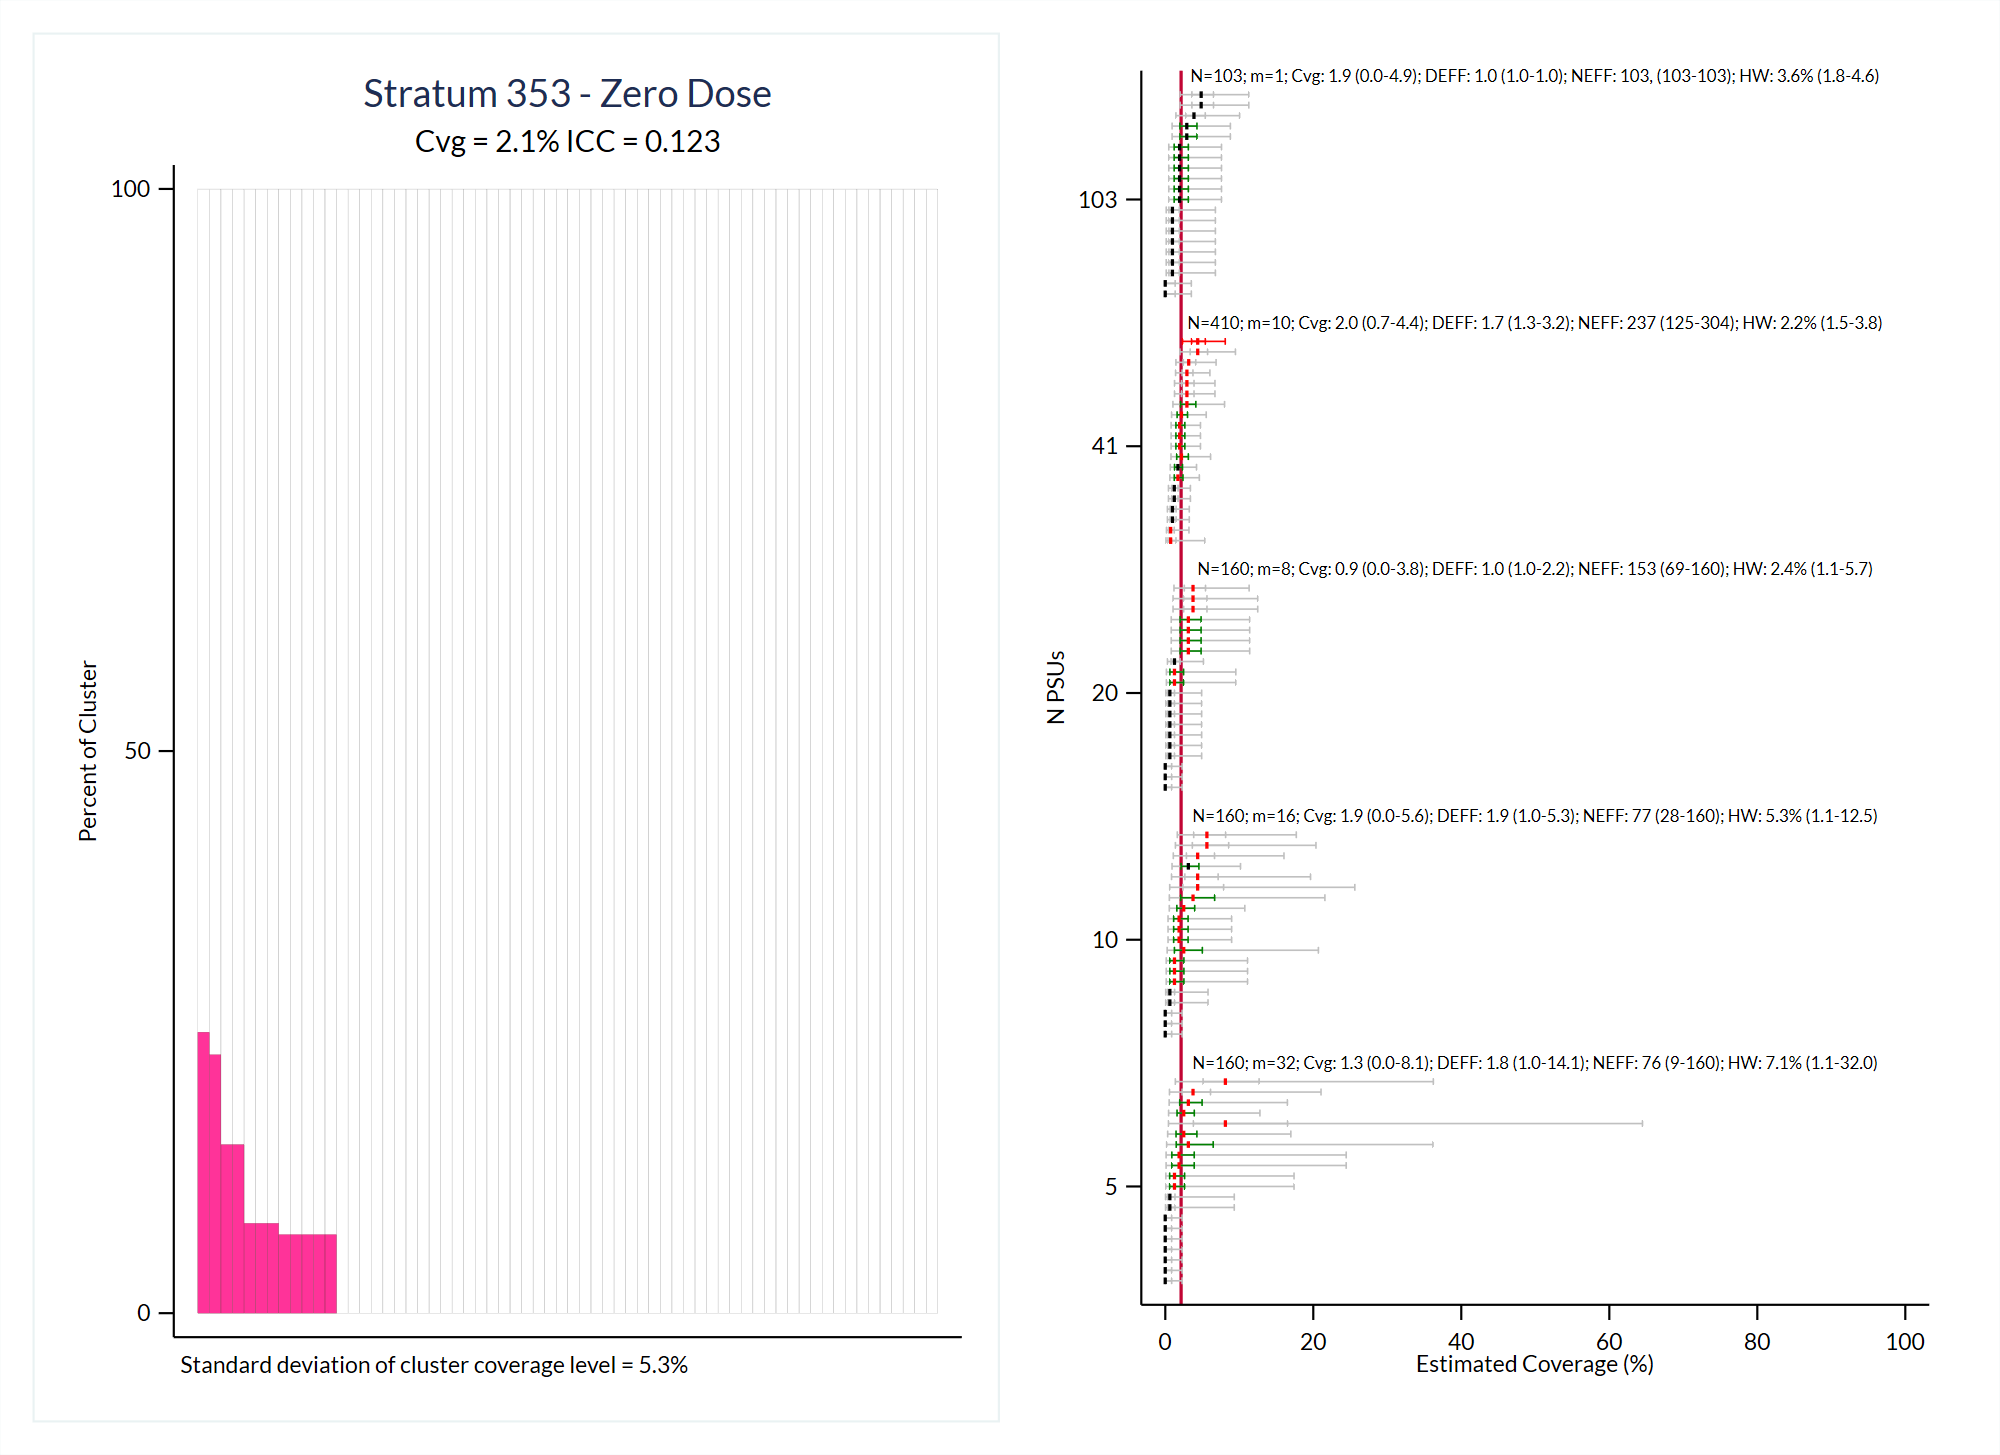 Stratum 353 - Zero Dose
Cvg = 2.1% ICC = 0.123
Percent of Cluster
100
50
0
Standard deviation of cluster coverage level = 5.3%
N PSUs
103
41
20
10
5
N=103; m=1; Cvg: 1.9 (0.0-4.9); DEFF: 1.0 (1.0-1.0); NEFF: 103, (103-103); HW: 3.6% (1.8-4.6)
N=410; m=10; Cvg: 2.0 (0.7-4.4); DEFF: 1.7 (1.3-3.2); NEFF: 237 (125-304); HW: 2.2% (1.5-3.8)
N=160; m=8; Cvg: 0.9 (0.0-3.8); DEFF: 1.0 (1.0-2.2); NEFF: 153 (69-160); HW: 2.4% (1.1-5.7)
N=160; m=16; Cvg: 1.9 (0.0-5.6); DEFF: 1.9 (1.0-5.3); NEFF: 77 (28-160); HW: 5.3% (1.1-12.5)
N=160; m=32; Cvg: 1.3 (0.0-8.1); DEFF: 1.8 (1.0-14.1); NEFF: 76 (9-160); HW: 7.1% (1.1-32.0)
0 20 40 60 80 100
Estimated Coverage (%)